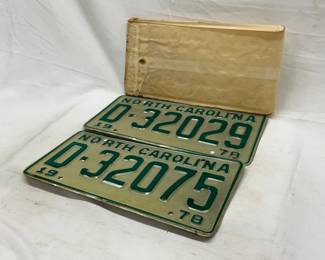 NORTH CAROLINA
D-32029
19 78
NORTH CAROLINA
D-32075
19 78